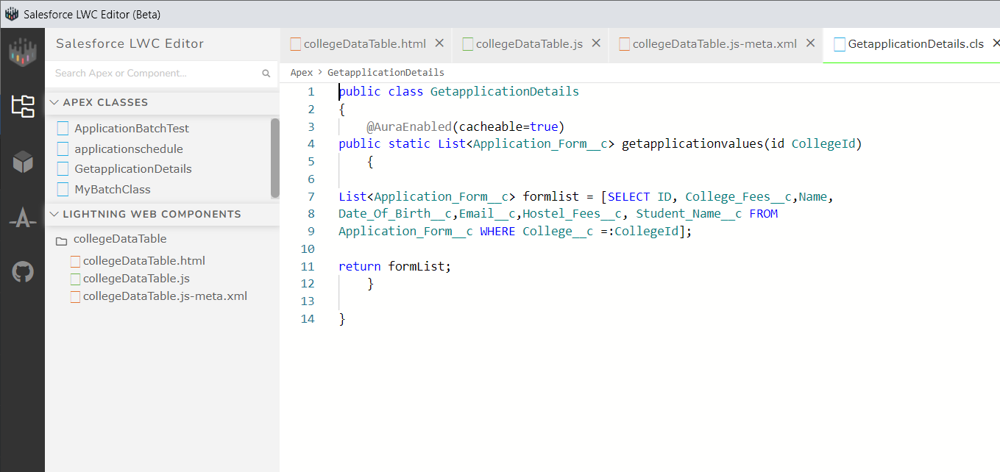 Salesforce LWC Editor (Beta)
Salesforce LWC Editor
Search Apex or Component...
APEX CLASSES
ApplicationBatchTest
applicationschedule
GetapplicationDetails
MyBatchClass
LIGHTNING WEB COMPONENTS
collegeDataTable
collegeDataTable.html
collegeDataTable.js
collegeDataTable.js-meta.xml
collegeDataTable.html collegeDataTable.js collegeDataTable.js-meta.xml GetapplicationDetails.cls
Apex > GetapplicationDetails
1 public class GetapplicationDetails
2 {
3 @AuraEnabled(cacheable=true)
4 public static List<Application_Form__c> getapplicationvalues(id CollegeId)
5 {
6
7 List<Application_Form__c> formlist = [SELECT ID, College_Fees__c,Name,
8 Date_Of_Birth__c,Email__c,Hostel_Fees__c, Student_Name__c FROM
9 Application_Form__c WHERE College__c =:CollegeId];
10
11 return formList;
12 }
13
14 }